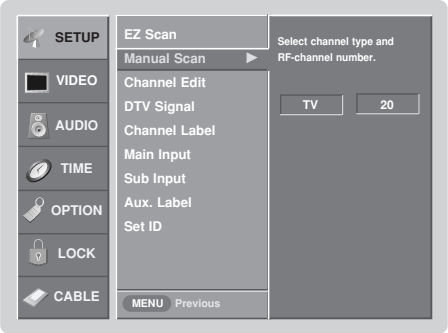 SETUP
VIDEO
AUDIO
TIME
OPTION
LOCK
CABLE
EZ Scan
Manual Scan
Channel Edit
DTV Signal
Channel Label
Main Input
Sub Input
Aux. Label
Set ID
MENU Previous
Select channel type and
RF-channel number.
TV 20